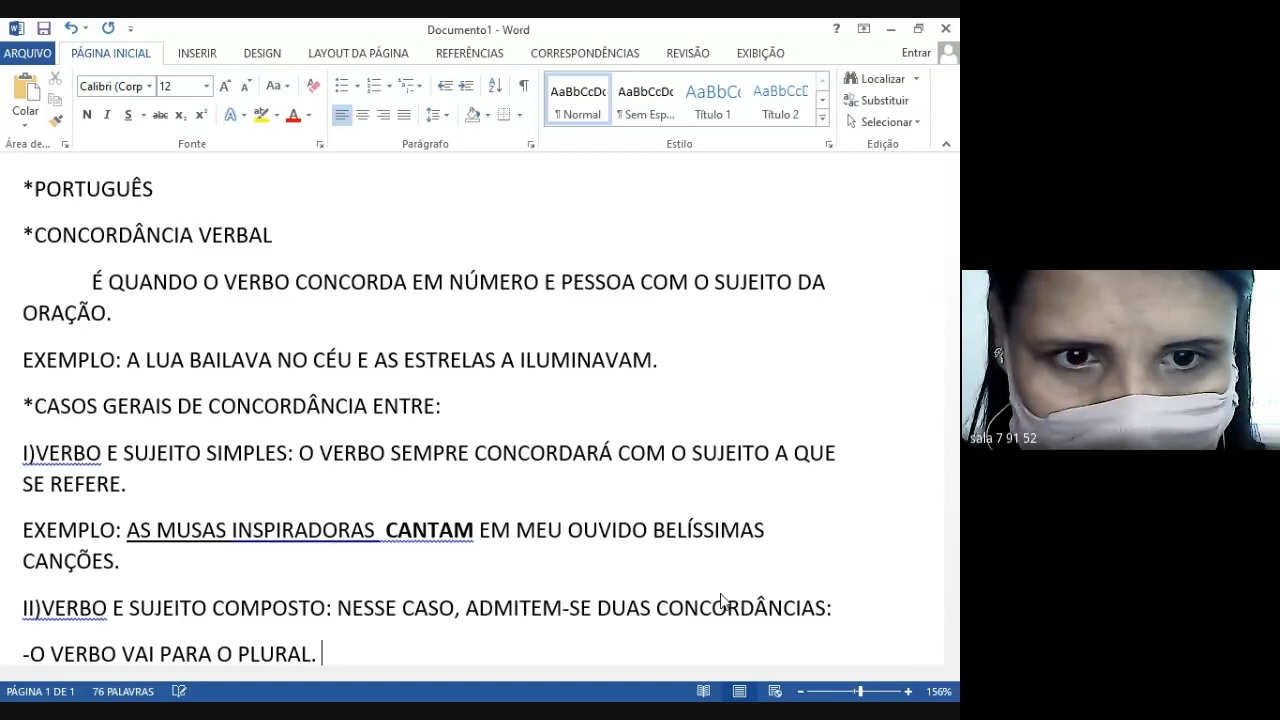 Documento1 - Word
ARQUIVO PÁGINA INICIAL INSERIR DESIGN LAYOUT DA PÁGINA REFERÊNCIAS CORRESPONDÊNCIAS REVISÃO EXIBIÇÃO Entrar
Colar
Área de...
Calibri (Corp 12
Aa
N I S abc x₂ x² A A
Fonte
Parágrafo
AaBbCcDc AaBbCcDc AaBbCc AaBbCcD
¶ Normal ¶ Sem Esp... Título 1 Título 2
Estilo
Localizar
Substituir
Selecionar
Edição
*PORTUGUÊS
*CONCORDÂNCIA VERBAL
É QUANDO O VERBO CONCORDA EM NÚMERO E PESSOA COM O SUJEITO DA
ORAÇÃO.
EXEMPLO: A LUA BAILAVA NO CÉU E AS ESTRELAS A ILUMINAVAM.
*CASOS GERAIS DE CONCORDÂNCIA ENTRE:
I)VERBO E SUJEITO SIMPLES: O VERBO SEMPRE CONCORDARÁ COM O SUJEITO A QUE
SE REFERE.
EXEMPLO: AS MUSAS INSPIRADORAS CANTAM EM MEU OUVIDO BELÍSSIMAS
CANÇÕES.
II)VERBO E SUJEITO COMPOSTO: NESSE CASO, ADMITEM-SE DUAS CONCORDÂNCIAS:
-O VERBO VAI PARA O PLURAL.
PÁGINA 1 DE 1 76 PALAVRAS 156%
sala 7 91 52